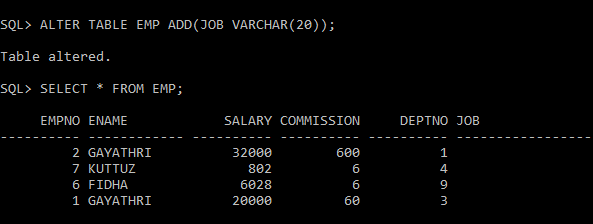 SQL> ALTER TABLE EMP ADD(JOB VARCHAR(20));
Table altered.
SQL> SELECT * FROM EMP;
EMPNO ENAME SALARY COMMISSION DEPTNO JOB
---------- ------------ ---------- ----------- ---------- -----------------
2 GAYATHRI 32000 600 1
7 KUTTUZ 802 6 4
6 FIDHA 6028 6 9
1 GAYATHRI 20000 60 3